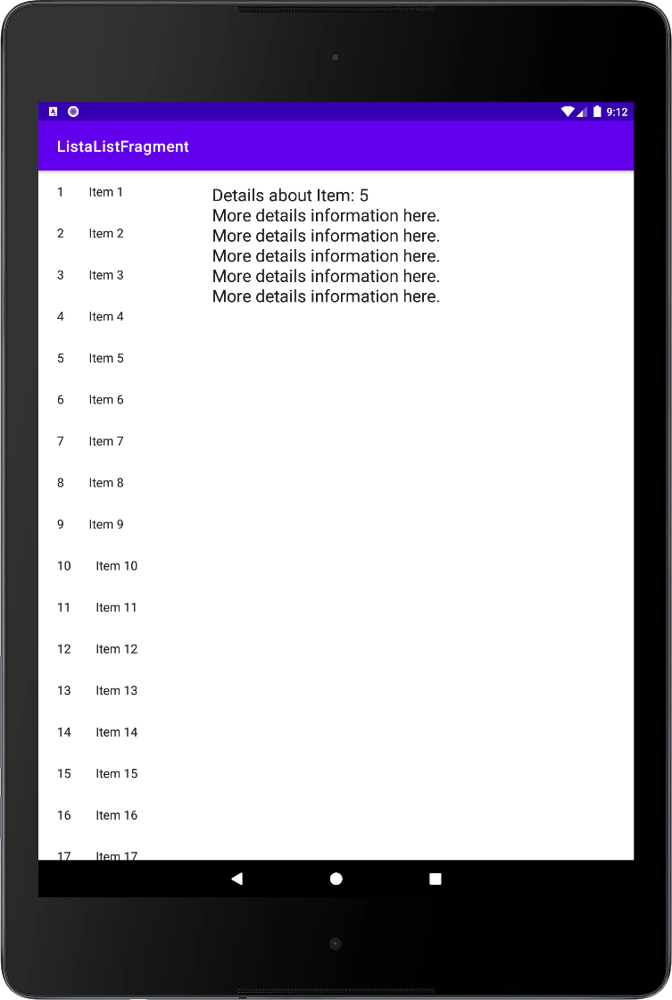 9:12
ListaListFragment
1 Item 1
2 Item 2
3 Item 3
4 Item 4
5 Item 5
6 Item 6
7 Item 7
8 Item 8
9 Item 9
10 Item 10
11 Item 11
12 Item 12
13 Item 13
14 Item 14
15 Item 15
16 Item 16
17 Item 17
Details about Item: 5
More details information here.
More details information here.
More details information here.
More details information here.
More details information here.